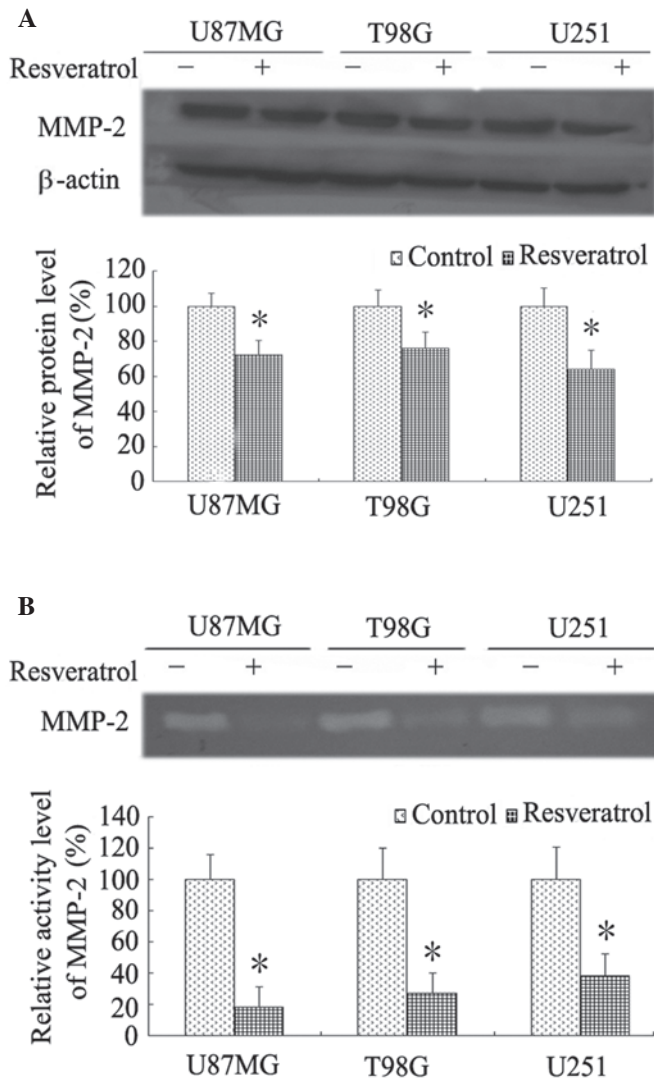 A
U87MG T98G U251
Resveratrol − + − + − +
MMP-2
β-actin
Control Resveratrol
Relative protein level
of MMP-2 (%)
120
100
80
60
40
20
0
* * *
U87MG T98G U251
B
U87MG T98G U251
Resveratrol − + − + − +
MMP-2
Control Resveratrol
Relative activity level
of MMP-2 (%)
140
120
100
80
60
40
20
0
* * *
U87MG T98G U251